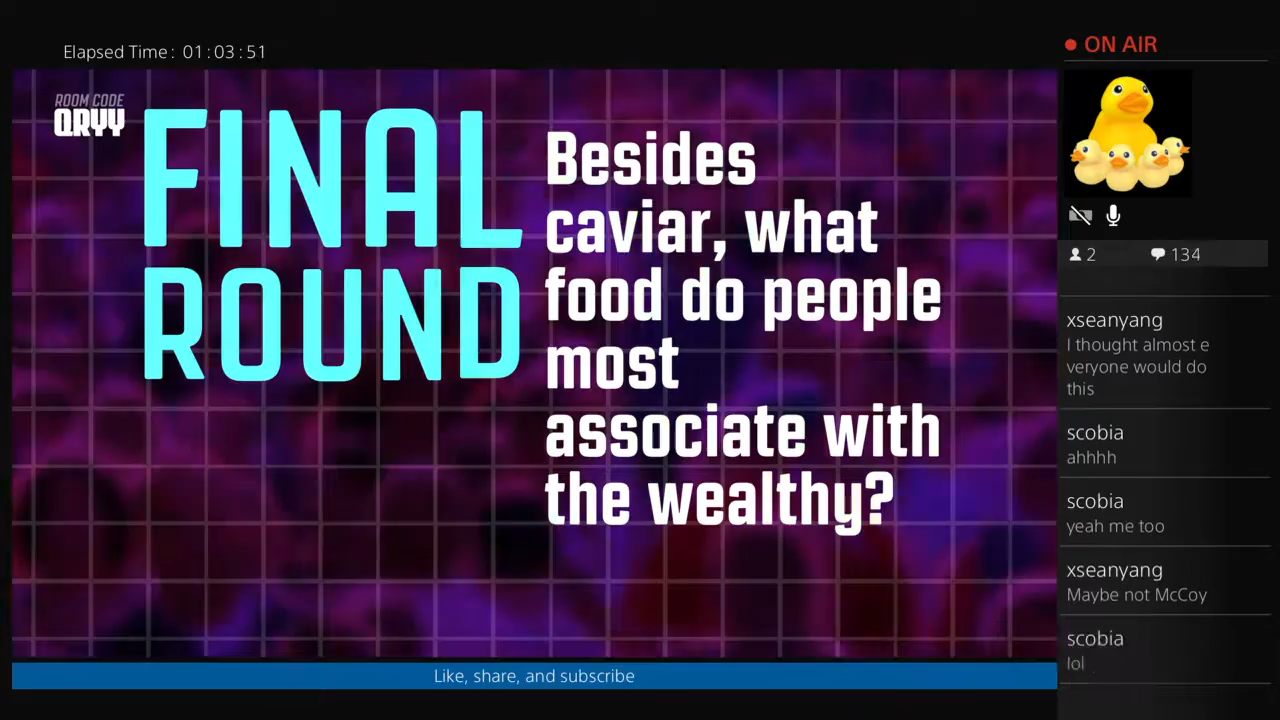 Elapsed Time: 01:03:51
ROOM CODE
QRYY
FINAL
ROUND
Besides
caviar, what
food do people
most
associate with
the wealthy?
Like, share, and subscribe
ON AIR
2
134
xseanyang
I thought almost e
veryone would do
this
scobia
ahhhh
scobia
yeah me too
xseanyang
Maybe not McCoy
scobia
lol